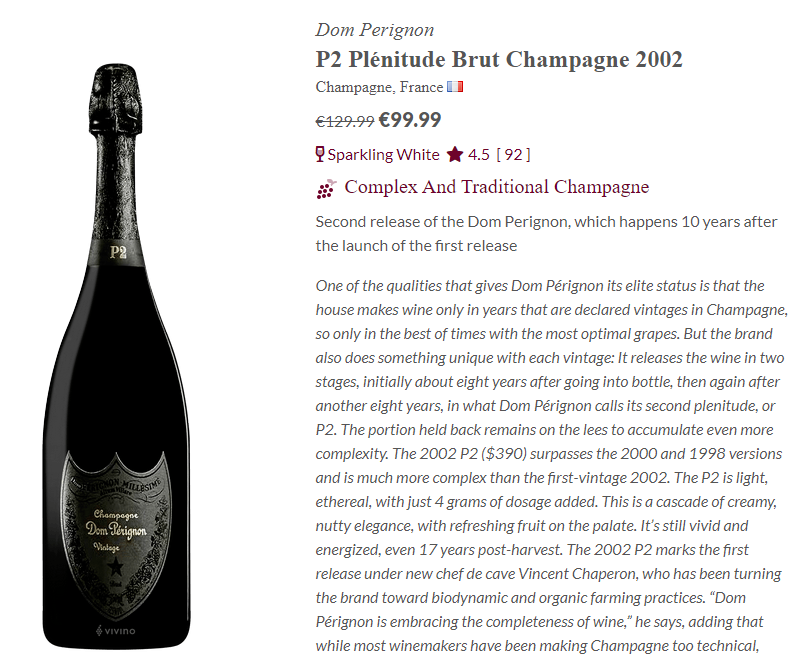 Dom Perignon
P2 Plénitude Brut Champagne 2002
Champagne, France
€129.99 €99.99
Sparkling White 4.5 [ 92 ]
Complex And Traditional Champagne
Second release of the Dom Perignon, which happens 10 years after
the launch of the first release
One of the qualities that gives Dom Pérignon its elite status is that the
house makes wine only in years that are declared vintages in Champagne,
so only in the best of times with the most optimal grapes. But the brand
also does something unique with each vintage: It releases the wine in two
stages, initially about eight years after going into bottle, then again after
another eight years, in what Dom Pérignon calls its second plenitude, or
P2. The portion held back remains on the lees to accumulate even more
complexity. The 2002 P2 ($390) surpasses the 2000 and 1998 versions
and is much more complex than the first-vintage 2002. The P2 is light,
ethereal, with just 4 grams of dosage added. This is a cascade of creamy,
nutty elegance, with refreshing fruit on the palate. It's still vivid and
energized, even 17 years post-harvest. The 2002 P2 marks the first
release under new chef de cave Vincent Chaperon, who has been turning
the brand toward biodynamic and organic farming practices. “Dom
Pérignon is embracing the completeness of wine,” he says, adding that
while most winemakers have been making Champagne too technical,
P2
Champagne
Dom Pérignon
Vintage
VIVINO